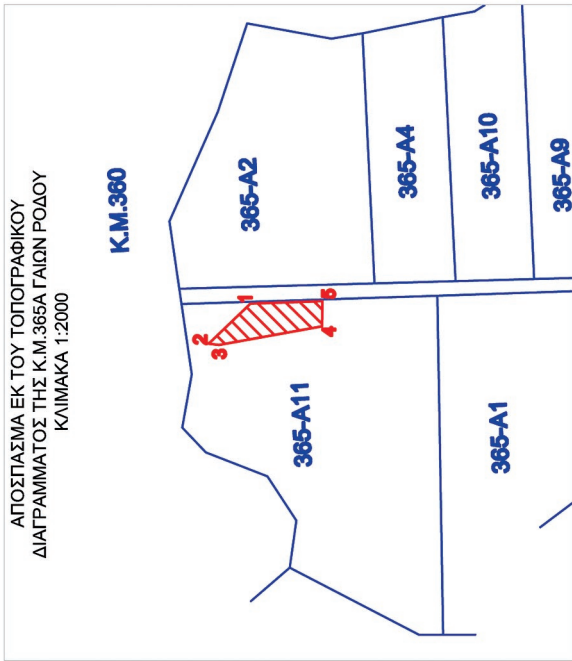 ΑΠΟΣΠΑΣΜΑ ΕΚ ΤΟΥ ΤΟΠΟΓΡΑΦΙΚΟΥ
ΔΙΑΓΡΑΜΜΑΤΟΣ ΤΗΣ Κ.Μ.365Α ΓΑΙΩΝ ΡΟΔΟΥ
ΚΛΙΜΑΚΑ 1:2000
Κ.Μ.360
365-Α2
365-Α4
365-Α10
365-Α9
1
2
3
4
5
365-Α11
365-Α1